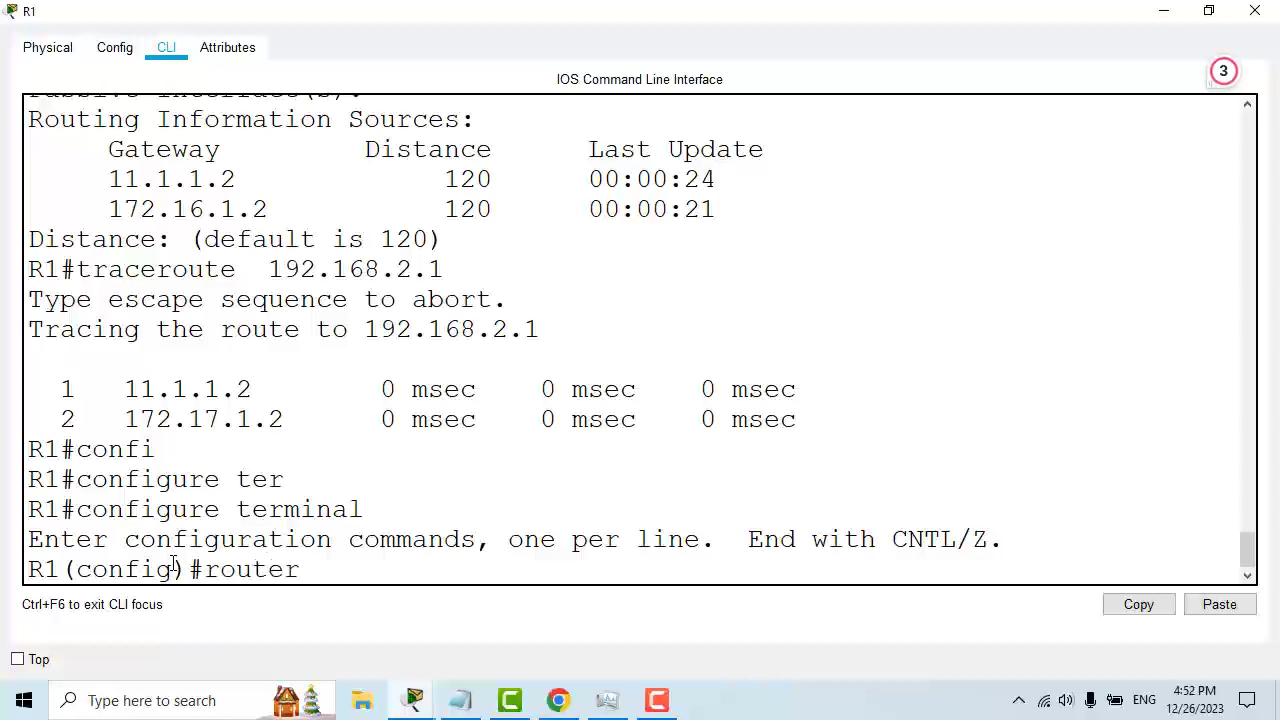 R1
Physical Config CLI Attributes
IOS Command Line Interface
3
Passive Interface(s):
Routing Information Sources:
Gateway Distance Last Update
11.1.1.2 120 00:00:24
172.16.1.2 120 00:00:21
Distance: (default is 120)
R1#traceroute 192.168.2.1
Type escape sequence to abort.
Tracing the route to 192.168.2.1
1 11.1.1.2 0 msec 0 msec 0 msec
2 172.17.1.2 0 msec 0 msec 0 msec
R1#confi
R1#configure ter
R1#configure terminal
Enter configuration commands, one per line. End with CNTL/Z.
R1(config)#router
Ctrl+F6 to exit CLI focus
Copy Paste
Top
Type here to search
ENG
4:52 PM
12/26/2023